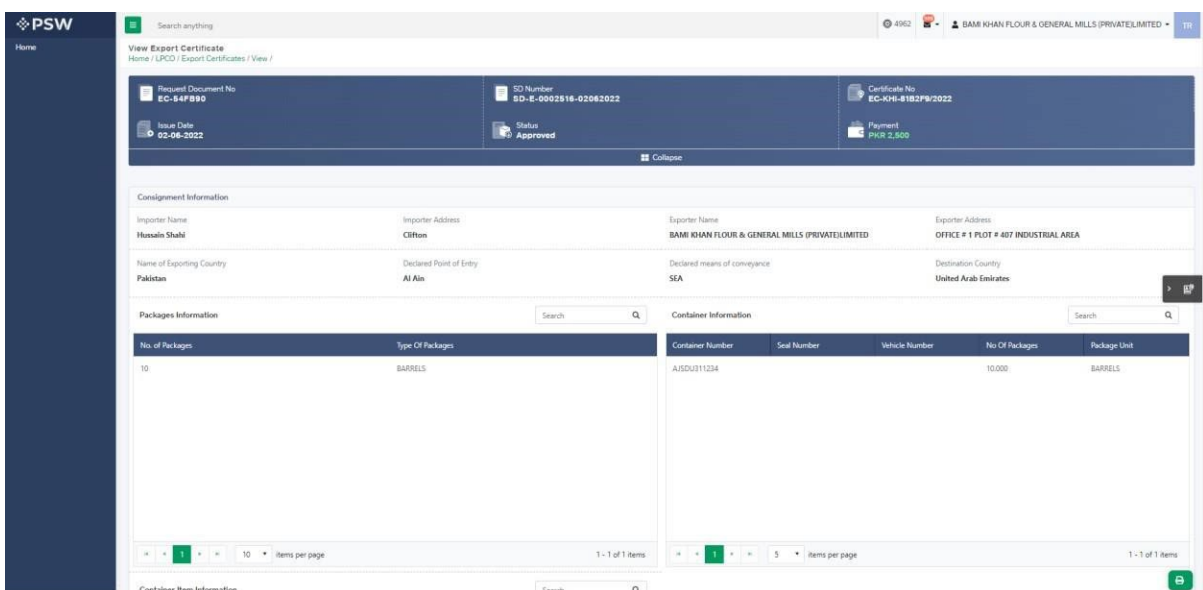 PSW
Search anything
4962
BAMI KHAN FLOUR & GENERAL MILLS (PRIVATE)LIMITED
TR
Home
View Export Certificate
Home / LPCO / Export Certificates / View /
Request Document No
EC-54FB90
SD Number
SD-E-0002516-02062022
Certificate No
EC-KHI-81B2F9/2022
Issue Date
02-06-2022
Status
Approved
Payment
PKR 2,500
Collapse
Consignment Information
Importer Name
Hussain Shahi
Importer Address
Clifton
Exporter Name
BAMI KHAN FLOUR & GENERAL MILLS (PRIVATE)LIMITED
Exporter Address
OFFICE # 1 PLOT # 407 INDUSTRIAL AREA
Name of Exporting Country
Pakistan
Declared Point of Entry
Al Ain
Declared means of conveyance
SEA
Destination Country
United Arab Emirates
Packages Information
Search
No. of Packages Type Of Packages
10 BARRELS
1 10 items per page 1 - 1 of 1 items
Container Information
Search
Container Number Seal Number Vehicle Number No Of Packages Package Unit
AJSDU311234 10.000 BARRELS
1 5 items per page 1 - 1 of 1 items
Container Item Information
Search